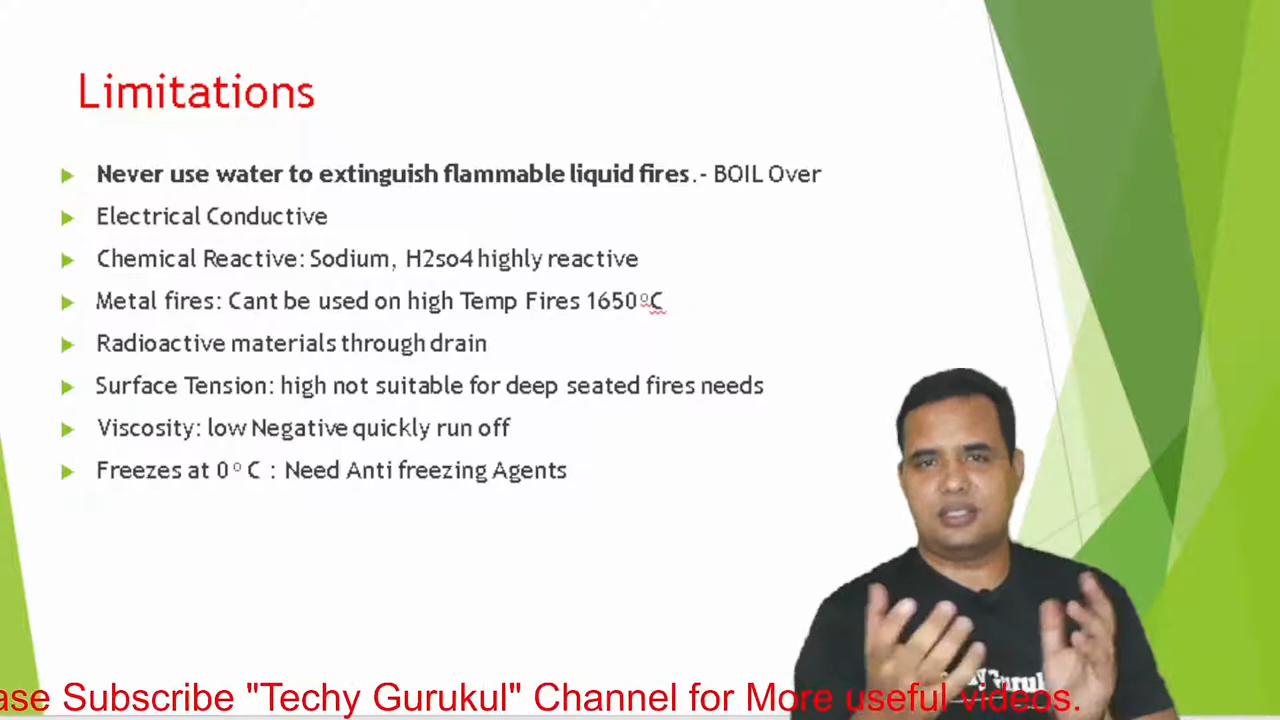 Limitations
Never use water to extinguish flammable liquid fires.- BOIL Over
Electrical Conductive
Chemical Reactive: Sodium, H2so4 highly reactive
Metal fires: Cant be used on high Temp Fires 1650°C
Radioactive materials through drain
Surface Tension: high not suitable for deep seated fires needs
Viscosity: low Negative quickly run off
Freezes at 0° C : Need Anti freezing Agents
ase Subscribe "Techy Gurukul" Channel for More useful videos.